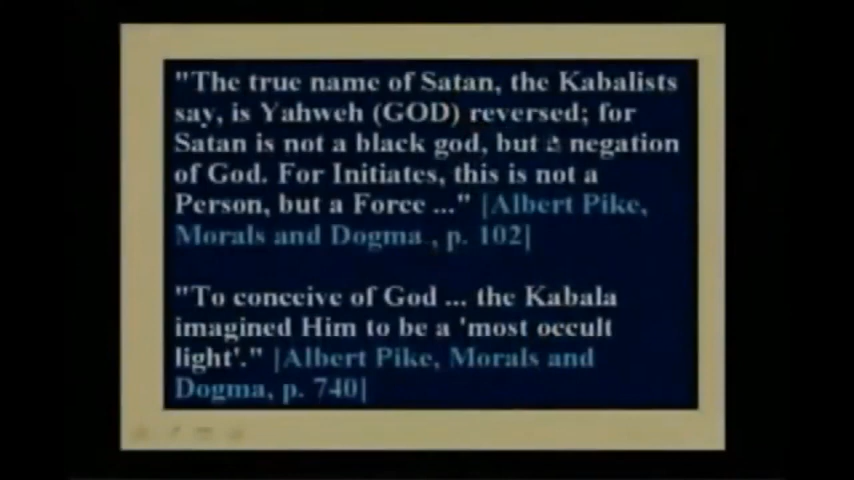 "The true name of Satan, the Kabalists
say, is Yahweh (GOD) reversed; for
Satan is not a black god, but a negation
of God. For Initiates, this is not a
Person, but a Force ..." [Albert Pike,
Morals and Dogma , p. 102]
"To conceive of God ... the Kabala
imagined Him to be a 'most occult
light'." [Albert Pike, Morals and
Dogma, p. 740]